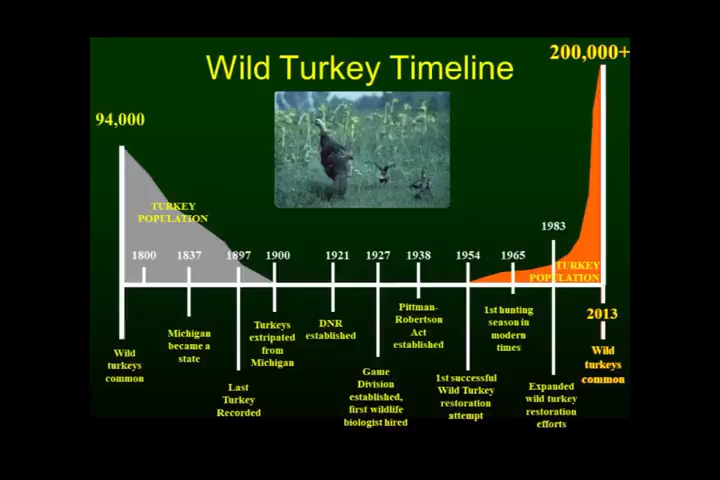 Wild Turkey Timeline
200,000+
94,000
TURKEY
POPULATION
1800
1837
1897
1900
1921
1927
1938
1954
1965
1983
TURKEY
POPULATION
2013
Wild
turkeys
common
Michigan
became a
state
Last
Turkey
Recorded
Turkeys
extripated
from
Michigan
DNR
established
Game
Division
established,
first wildlife
biologist hired
Pittman-
Robertson
Act
established
1st successful
Wild Turkey
restoration
attempt
1st hunting
season in
modern
times
Expanded
wild turkey
restoration
efforts
Wild
turkeys
common